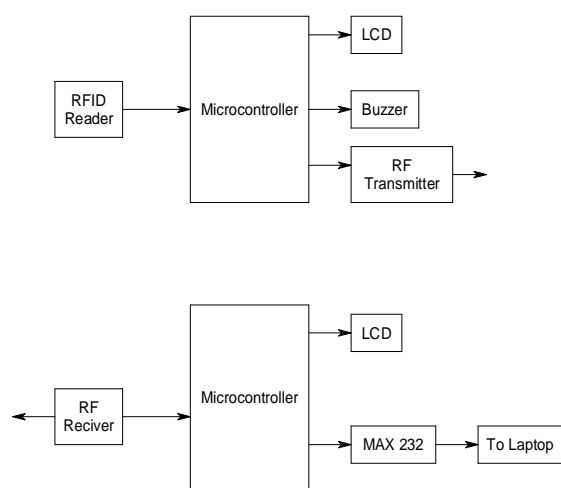 LCD
RFID
Reader
Microcontroller
Buzzer
RF
Transmitter
LCD
RF
Reciver
Microcontroller
MAX 232
To Laptop